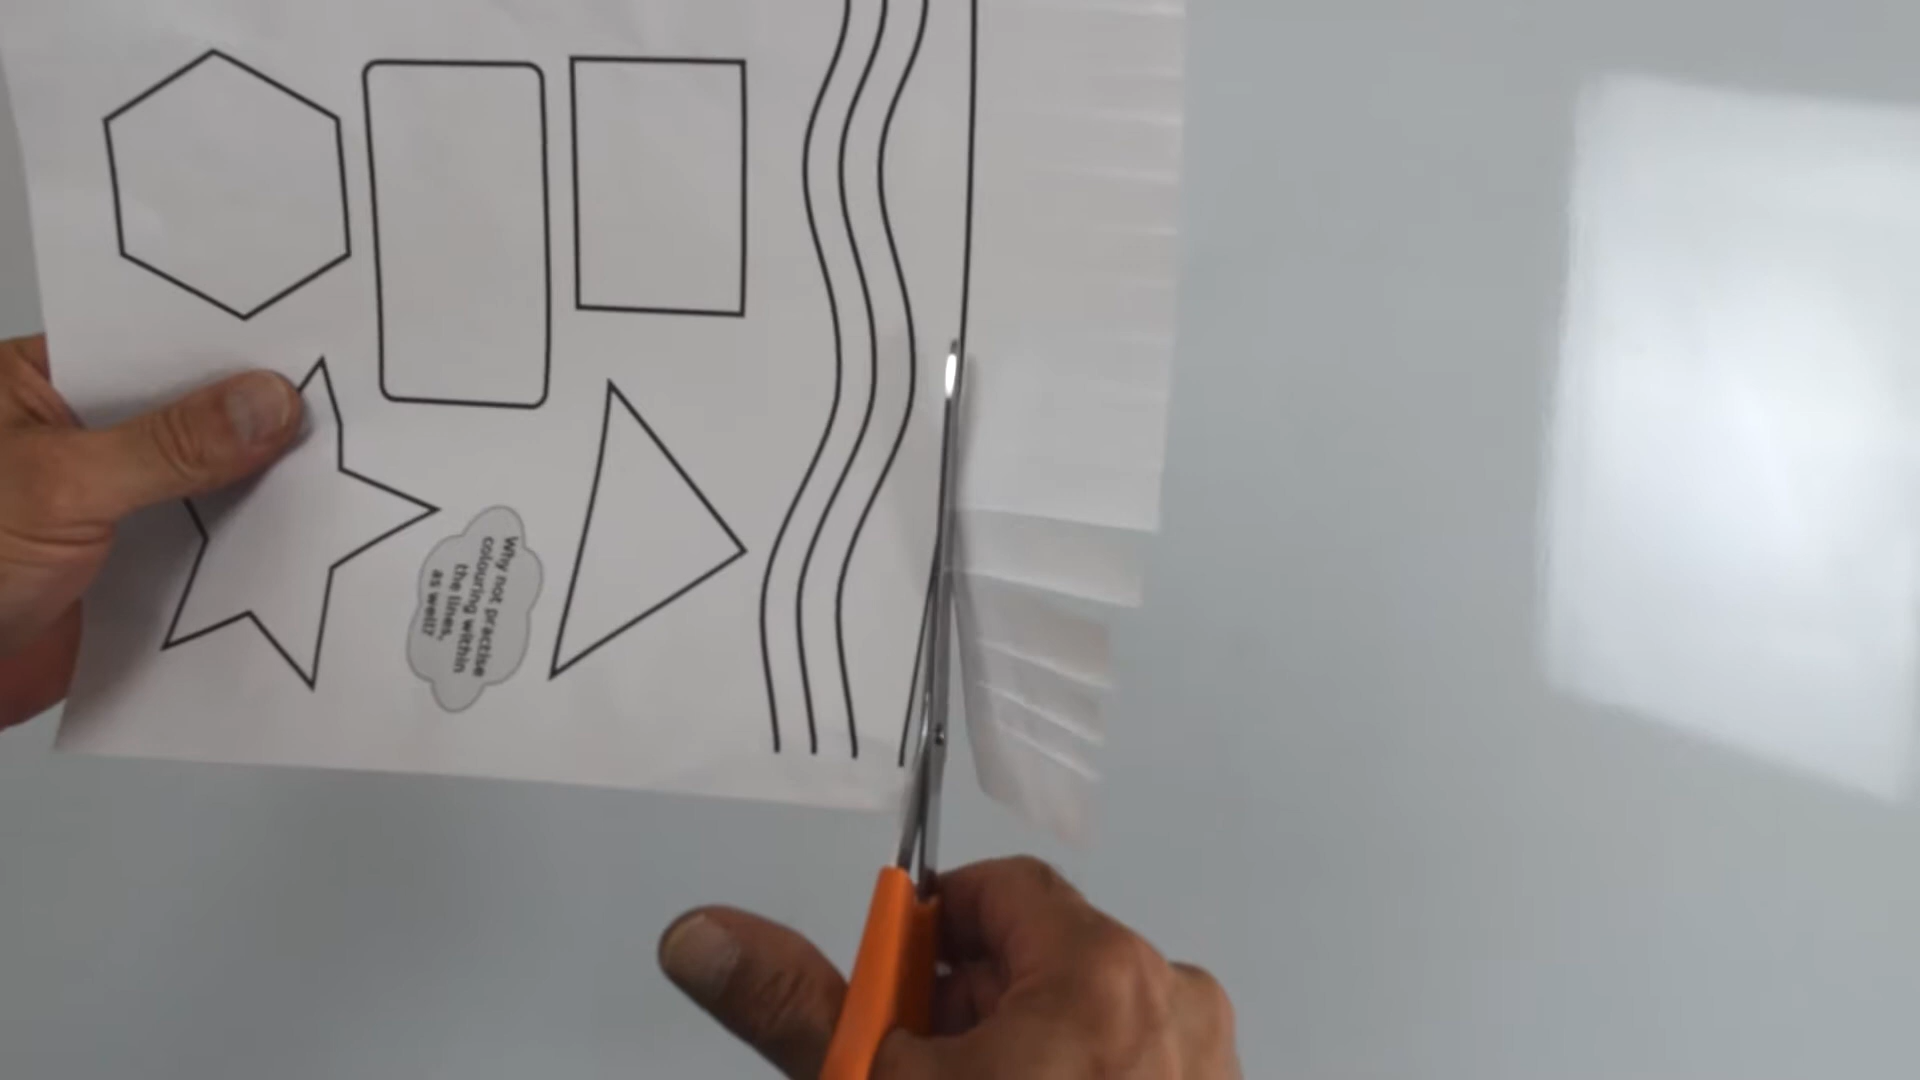 Why not practise
colouring within
the lines,
as well?